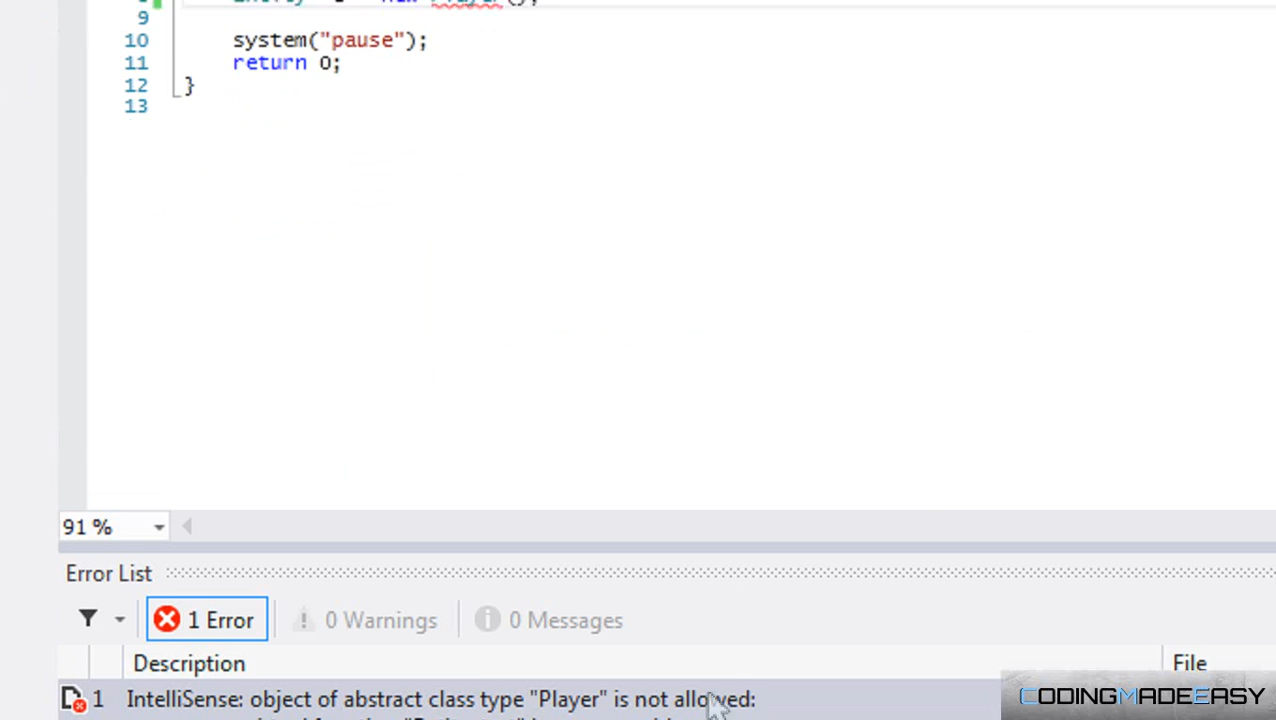 9
10 system("pause");
11 return 0;
12 }
13
91 %
Error List
1 Error 0 Warnings 0 Messages
Description File
1 IntelliSense: object of abstract class type "Player" is not allowed:
CODINGMADEEASY